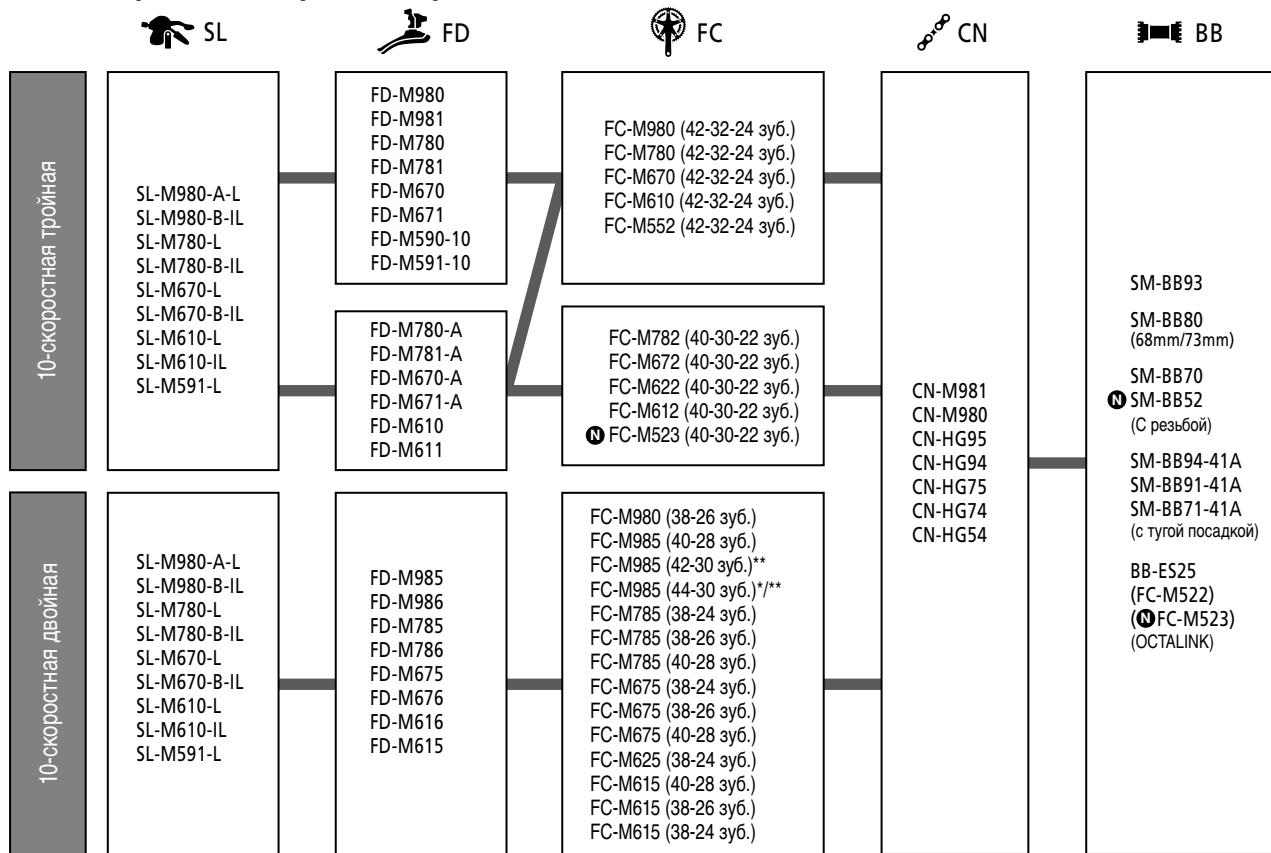 SL
FD
FC
CN
BB
10-скоростная тройная
SL-M980-A-L
SL-M980-B-IL
SL-M780-L
SL-M780-B-IL
SL-M670-L
SL-M670-B-IL
SL-M610-L
SL-M610-IL
SL-M591-L
FD-M980
FD-M981
FD-M780
FD-M781
FD-M670
FD-M671
FD-M590-10
FD-M591-10
FD-M780-A
FD-M781-A
FD-M670-A
FD-M671-A
FD-M610
FD-M611
FC-M980 (42-32-24 зуб.)
FC-M780 (42-32-24 зуб.)
FC-M670 (42-32-24 зуб.)
FC-M610 (42-32-24 зуб.)
FC-M552 (42-32-24 зуб.)
FC-M782 (40-30-22 зуб.)
FC-M672 (40-30-22 зуб.)
FC-M622 (40-30-22 зуб.)
FC-M612 (40-30-22 зуб.)
N FC-M523 (40-30-22 зуб.)
10-скоростная двойная
SL-M980-A-L
SL-M980-B-IL
SL-M780-L
SL-M780-B-IL
SL-M670-L
SL-M670-B-IL
SL-M610-L
SL-M610-IL
SL-M591-L
FD-M985
FD-M986
FD-M785
FD-M786
FD-M675
FD-M676
FD-M616
FD-M615
FC-M980 (38-26 зуб.)
FC-M985 (40-28 зуб.)
FC-M985 (42-30 зуб.)**
FC-M985 (44-30 зуб.)*/**
FC-M785 (38-24 зуб.)
FC-M785 (38-26 зуб.)
FC-M785 (40-28 зуб.)
FC-M675 (38-24 зуб.)
FC-M675 (38-26 зуб.)
FC-M675 (40-28 зуб.)
FC-M625 (38-24 зуб.)
FC-M615 (40-28 зуб.)
FC-M615 (38-26 зуб.)
FC-M615 (38-24 зуб.)
CN-M981
CN-M980
CN-HG95
CN-HG94
CN-HG75
CN-HG74
CN-HG54
SM-BB93
SM-BB80
(68mm/73mm)
SM-BB70
N SM-BB52
(С резьбой)
SM-BB94-41A
SM-BB91-41A
SM-BB71-41A
(с тугой посадкой)
BB-ES25
(FC-M522)
(N FC-M523)
(OCTALINK)